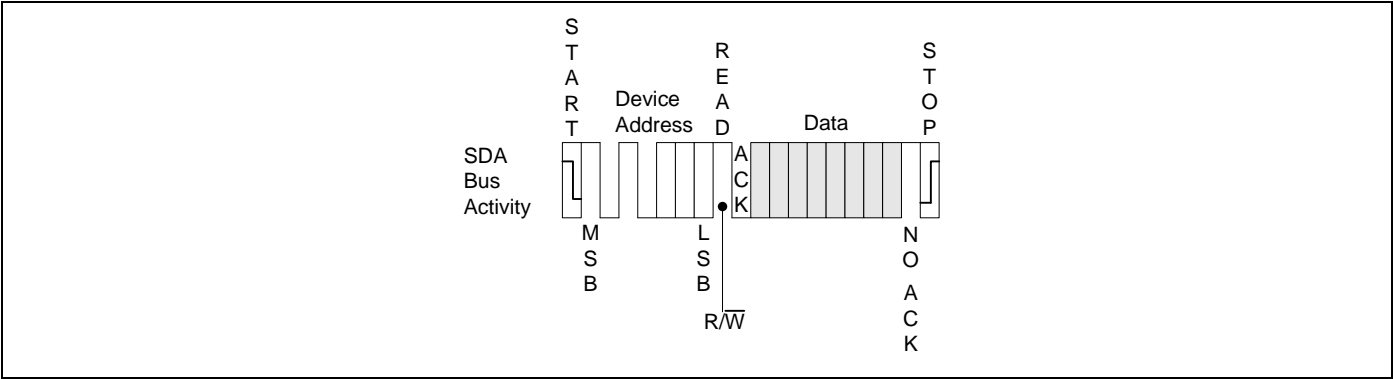 START
READ
STOP
Device
Address
Data
SDA
Bus
Activity
ACK
MSB
LSB
NO ACK
R/W̅